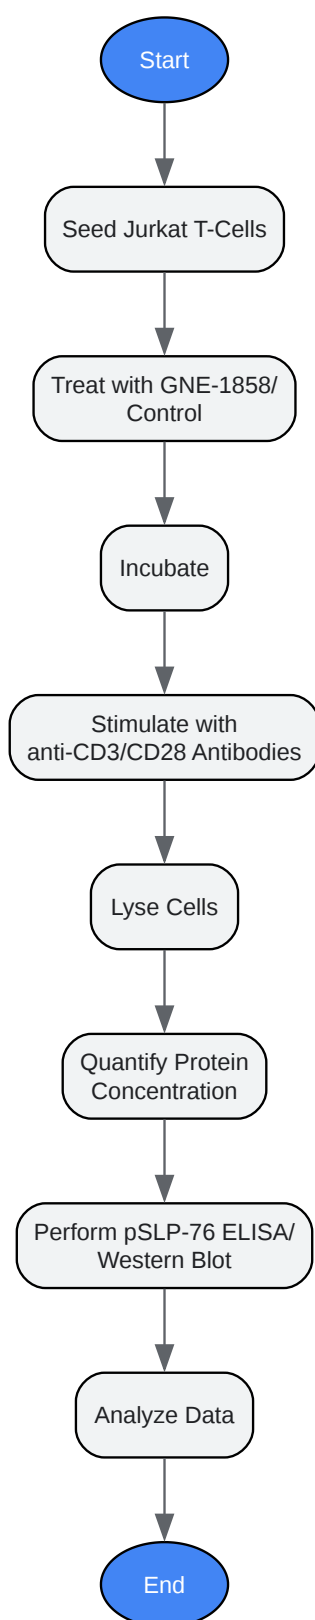 Start
Seed Jurkat T-Cells
Treat with GNE-1858/
Control
Incubate
Stimulate with
anti-CD3/CD28 Antibodies
Lyse Cells
Quantify Protein
Concentration
Perform pSLP-76 ELISA/
Western Blot
Analyze Data
End